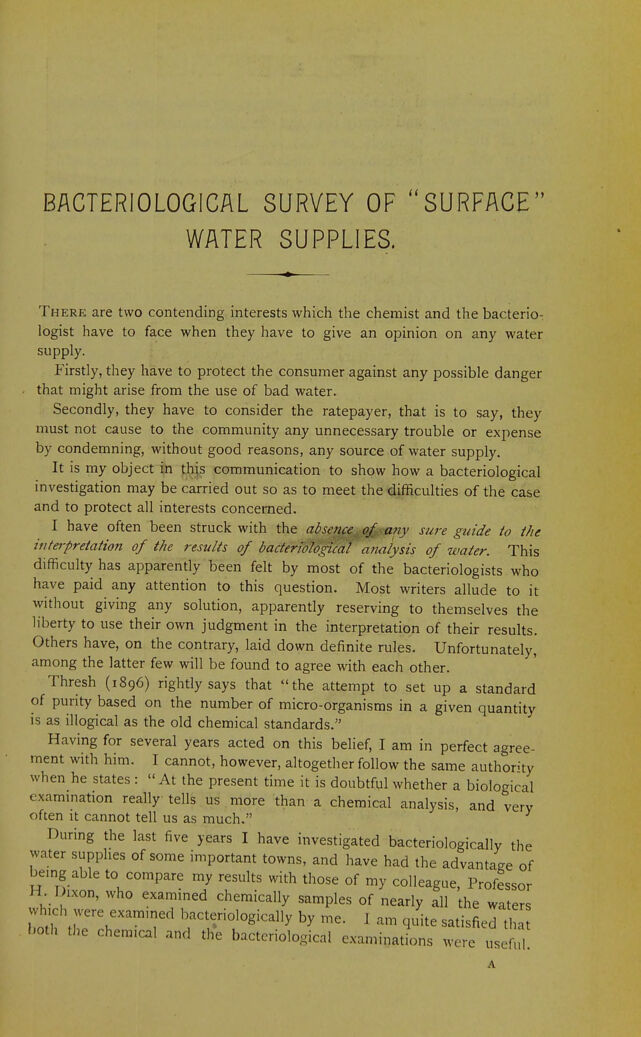 BACTERIOLOGICAL SURVEY OF “SURFACE”
WATER SUPPLIES.
THERE are two contending interests which the chemist and the bacterio-
logist have to face when they have to give an opinion on any water
supply.
Firstly, they have to protect the consumer against any possible danger
that might arise from the use of bad water.
Secondly, they have to consider the ratepayer, that is to say, they
must not cause to the community any unnecessary trouble or expense
by condemning, without good reasons, any source of water supply.
It is my object in this communication to show how a bacteriological
investigation may be carried out so as to meet the difficulties of the case
and to protect all interests concerned.
I have often been struck with the absence of any sure guide to the
interpretation of the results of bacteriological analysis of water. This
difficulty has apparently been felt by most of the bacteriologists who
have paid any attention to this question. Most writers allude to it
without giving any solution, apparently reserving to themselves the
liberty to use their own judgment in the interpretation of their results.
Others have, on the contrary, laid down definite rules. Unfortunately,
among the latter few will be found to agree with each other.
Thresh (1896) rightly says that “the attempt to set up a standard
of purity based on the number of micro-organisms in a given quantity
is as illogical as the old chemical standards.”
Having for several years acted on this belief, I am in perfect agree-
ment with him. I cannot, however, altogether follow the same authority
when he states : “At the present time it is doubtful whether a biological
examination really tells us more than a chemical analysis, and very
often it cannot tell us as much.”
During the last five years I have investigated bacteriologically the
water supplies of some important towns, and have had the advantage of
being able to compare my results with those of my colleague, Professor
H. Dixon, who examined chemically samples of nearly all the waters
which were examined bacteriologically by me. I am quite satisfied that
both the chemical and the bacteriological examinations were useful.
A